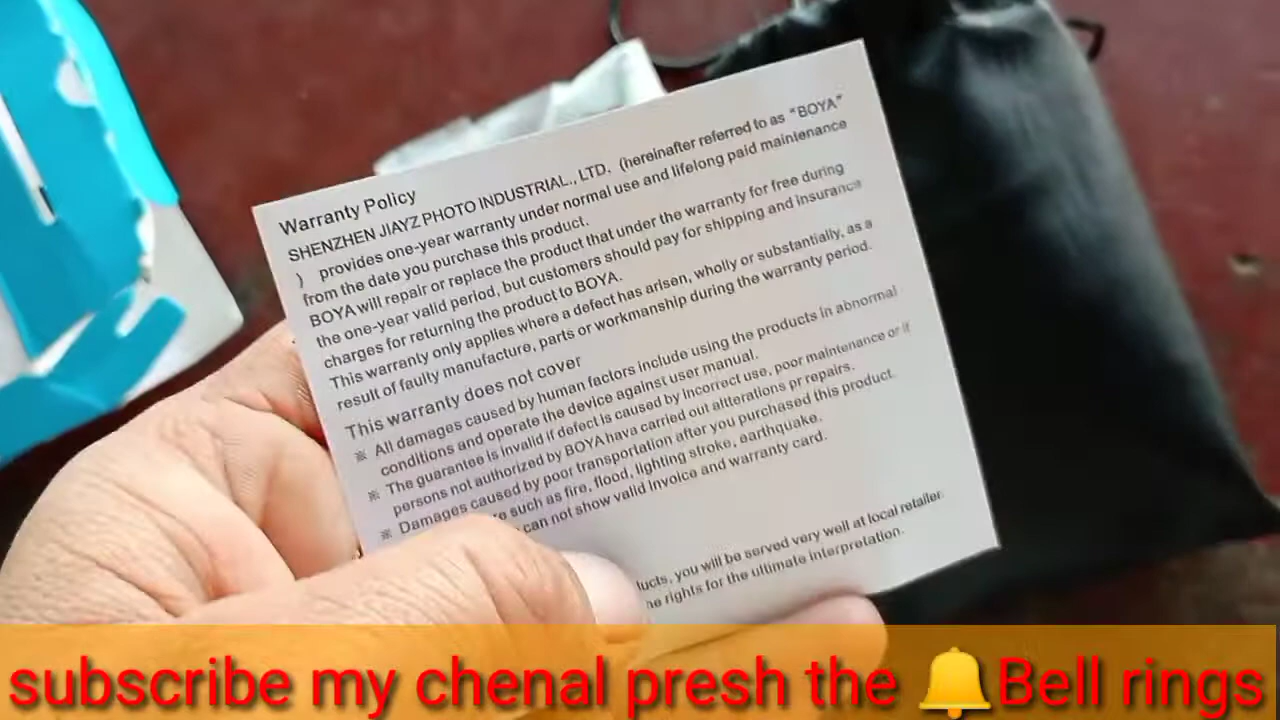 Warranty Policy
SHENZHEN JIAYZ PHOTO INDUSTRIAL., LTD. (hereinafter referred to as "BOYA"
) provides one-year warranty under normal use and lifelong paid maintenance
from the date you purchase this product.
BOYA will repair or replace the product that under the warranty for free during
the one-year valid period, but customers should pay for shipping and insurance
charges for returning the product to BOYA.
This warranty only applies where a defect has arisen, wholly or substantially, as a
result of faulty manufacture, parts or workmanship during the warranty period.
This warranty does not cover
※ All damages caused by human factors include using the products in abnormal
conditions and operate the device against user manual.
※ The guarantee is invalid if defect is caused by incorrect use, poor maintenance or if
persons not authorized by BOYA hava carried out aliterations pr repairs.
※ Damages caused by poor transportation after you purchased this product.
such as fire, flood, lighting stroke, earthquake.
can not show valid Invoice and warranty card.
you will be served very well at local retailer
rights for the ultimate interpretation.
subscribe my chenal presh the 🔔Bell rings